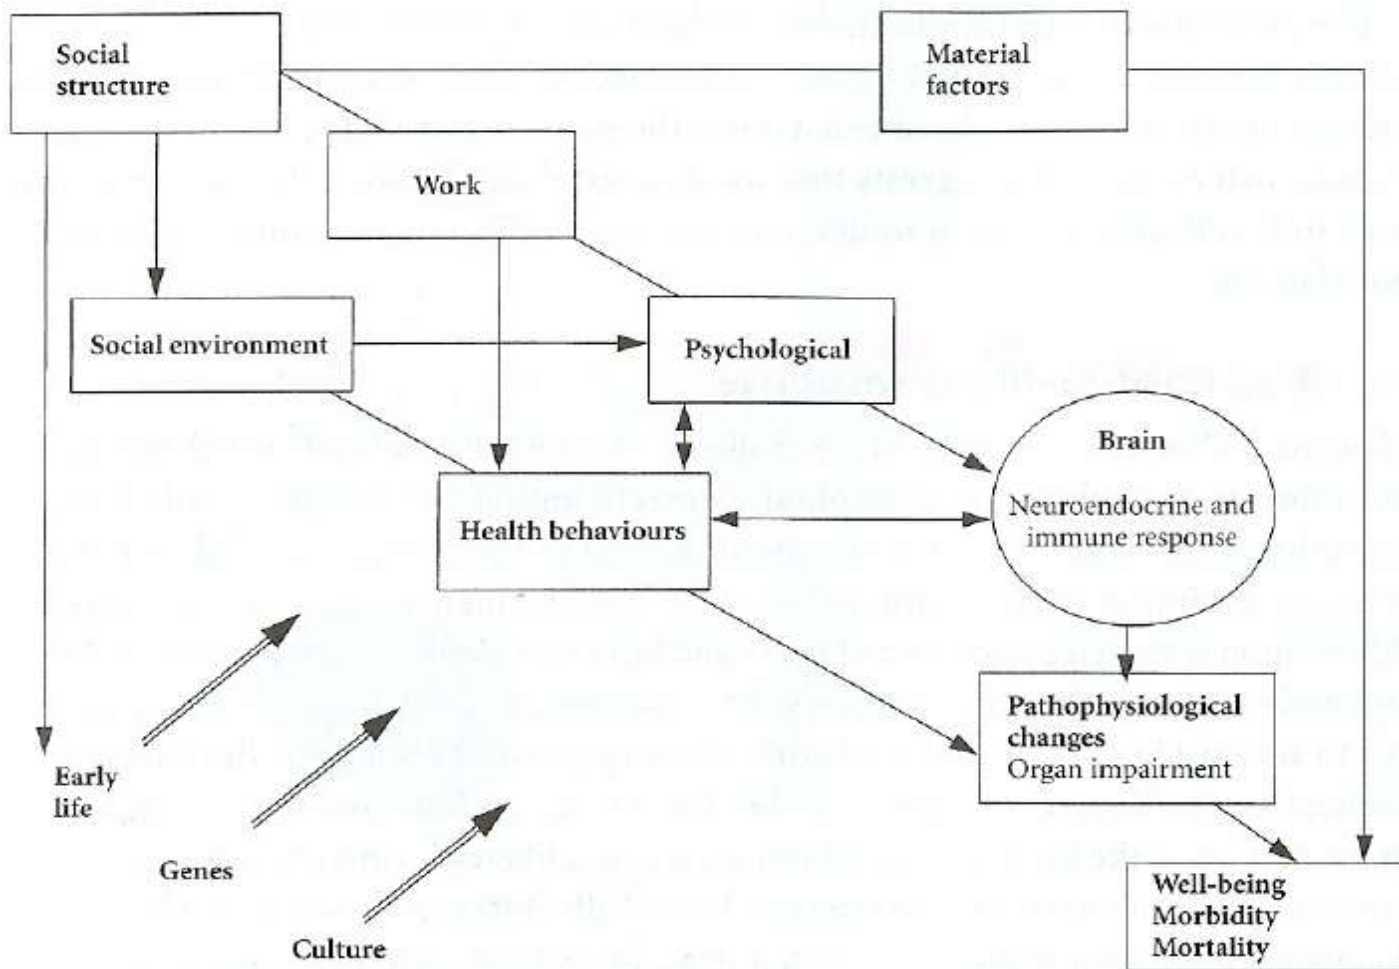 Social
structure
Material
factors
Work
Social environment
Psychological
Brain
Neuroendocrine and
immune response
Health behaviours
Pathophysiological
changes
Organ impairment
Early
life
Genes
Culture
Well-being
Morbidity
Mortality